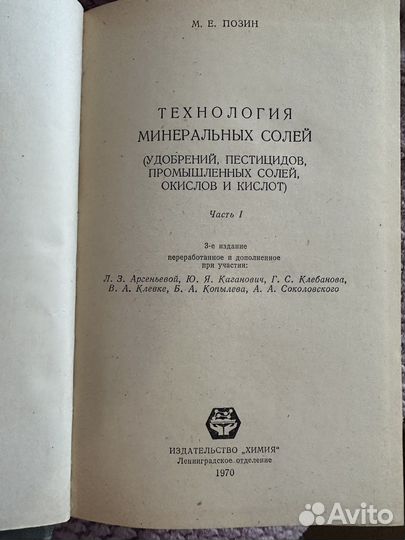 М. Е. ПОЗИН
ТЕХНОЛОГИЯ
МИНЕРАЛЬНЫХ СОЛЕЙ
(УДОБРЕНИЙ, ПЕСТИЦИДОВ,
ПРОМЫШЛЕННЫХ СОЛЕЙ,
ОКИСЛОВ И КИСЛОТ)
Часть I
3-е издание
переработанное и дополненное
при участии:
Л. З. Арсеньевой, Ю. Я. Каганович, Г. С. Клебанова,
В. А. Клевке, Б. А. Копылева, А. А. Соколовского
ИЗДАТЕЛЬСТВО „ХИМИЯ"
Ленинградское отделение
1970
Avito